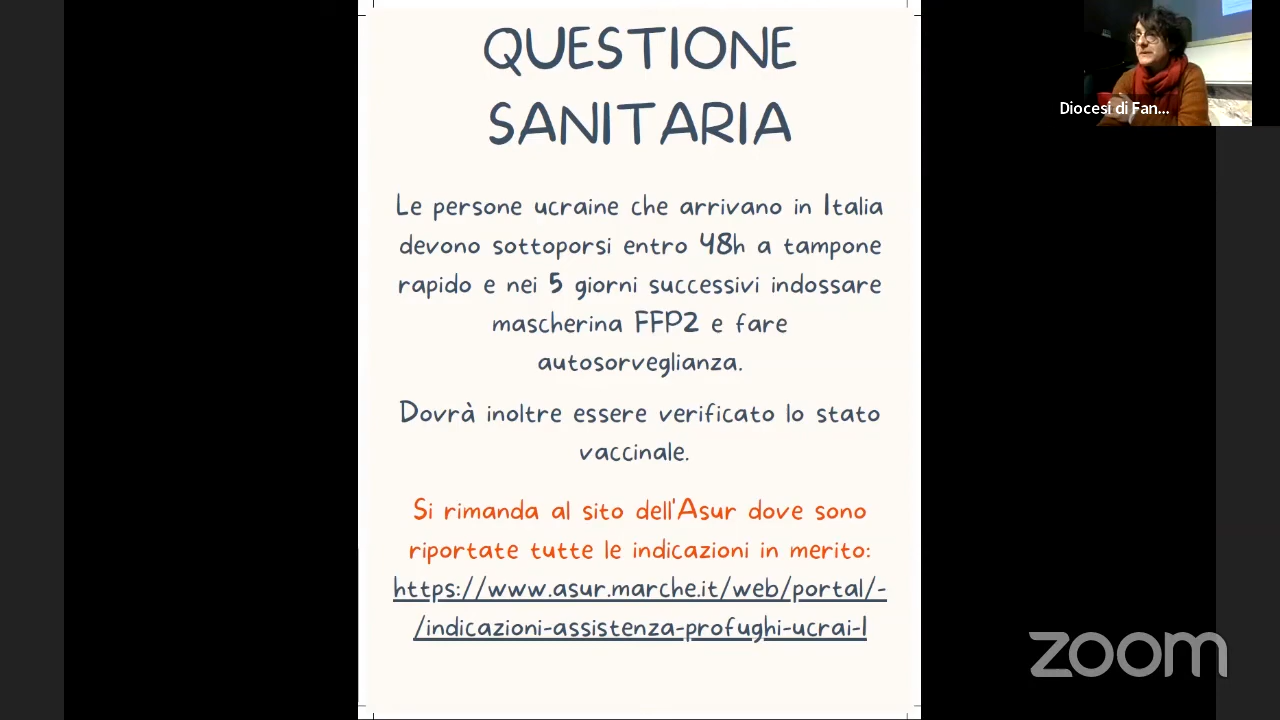 QUESTIONE
SANITARIA
Le persone ucraine che arrivano in Italia
devono sottoporsi entro 48h a tampone
rapido e nei 5 giorni successivi indossare
mascherina FFP2 e fare
autosorveglianza.
Dovrà inoltre essere verificato lo stato
vaccinale.
Si rimanda al sito dell'Asur dove sono
riportate tutte le indicazioni in merito:
https://www.asur.marche.it/web/portal/-
/indicazioni-assistenza-profughi-ucrai-1
Diocesi di Fan...
zoom